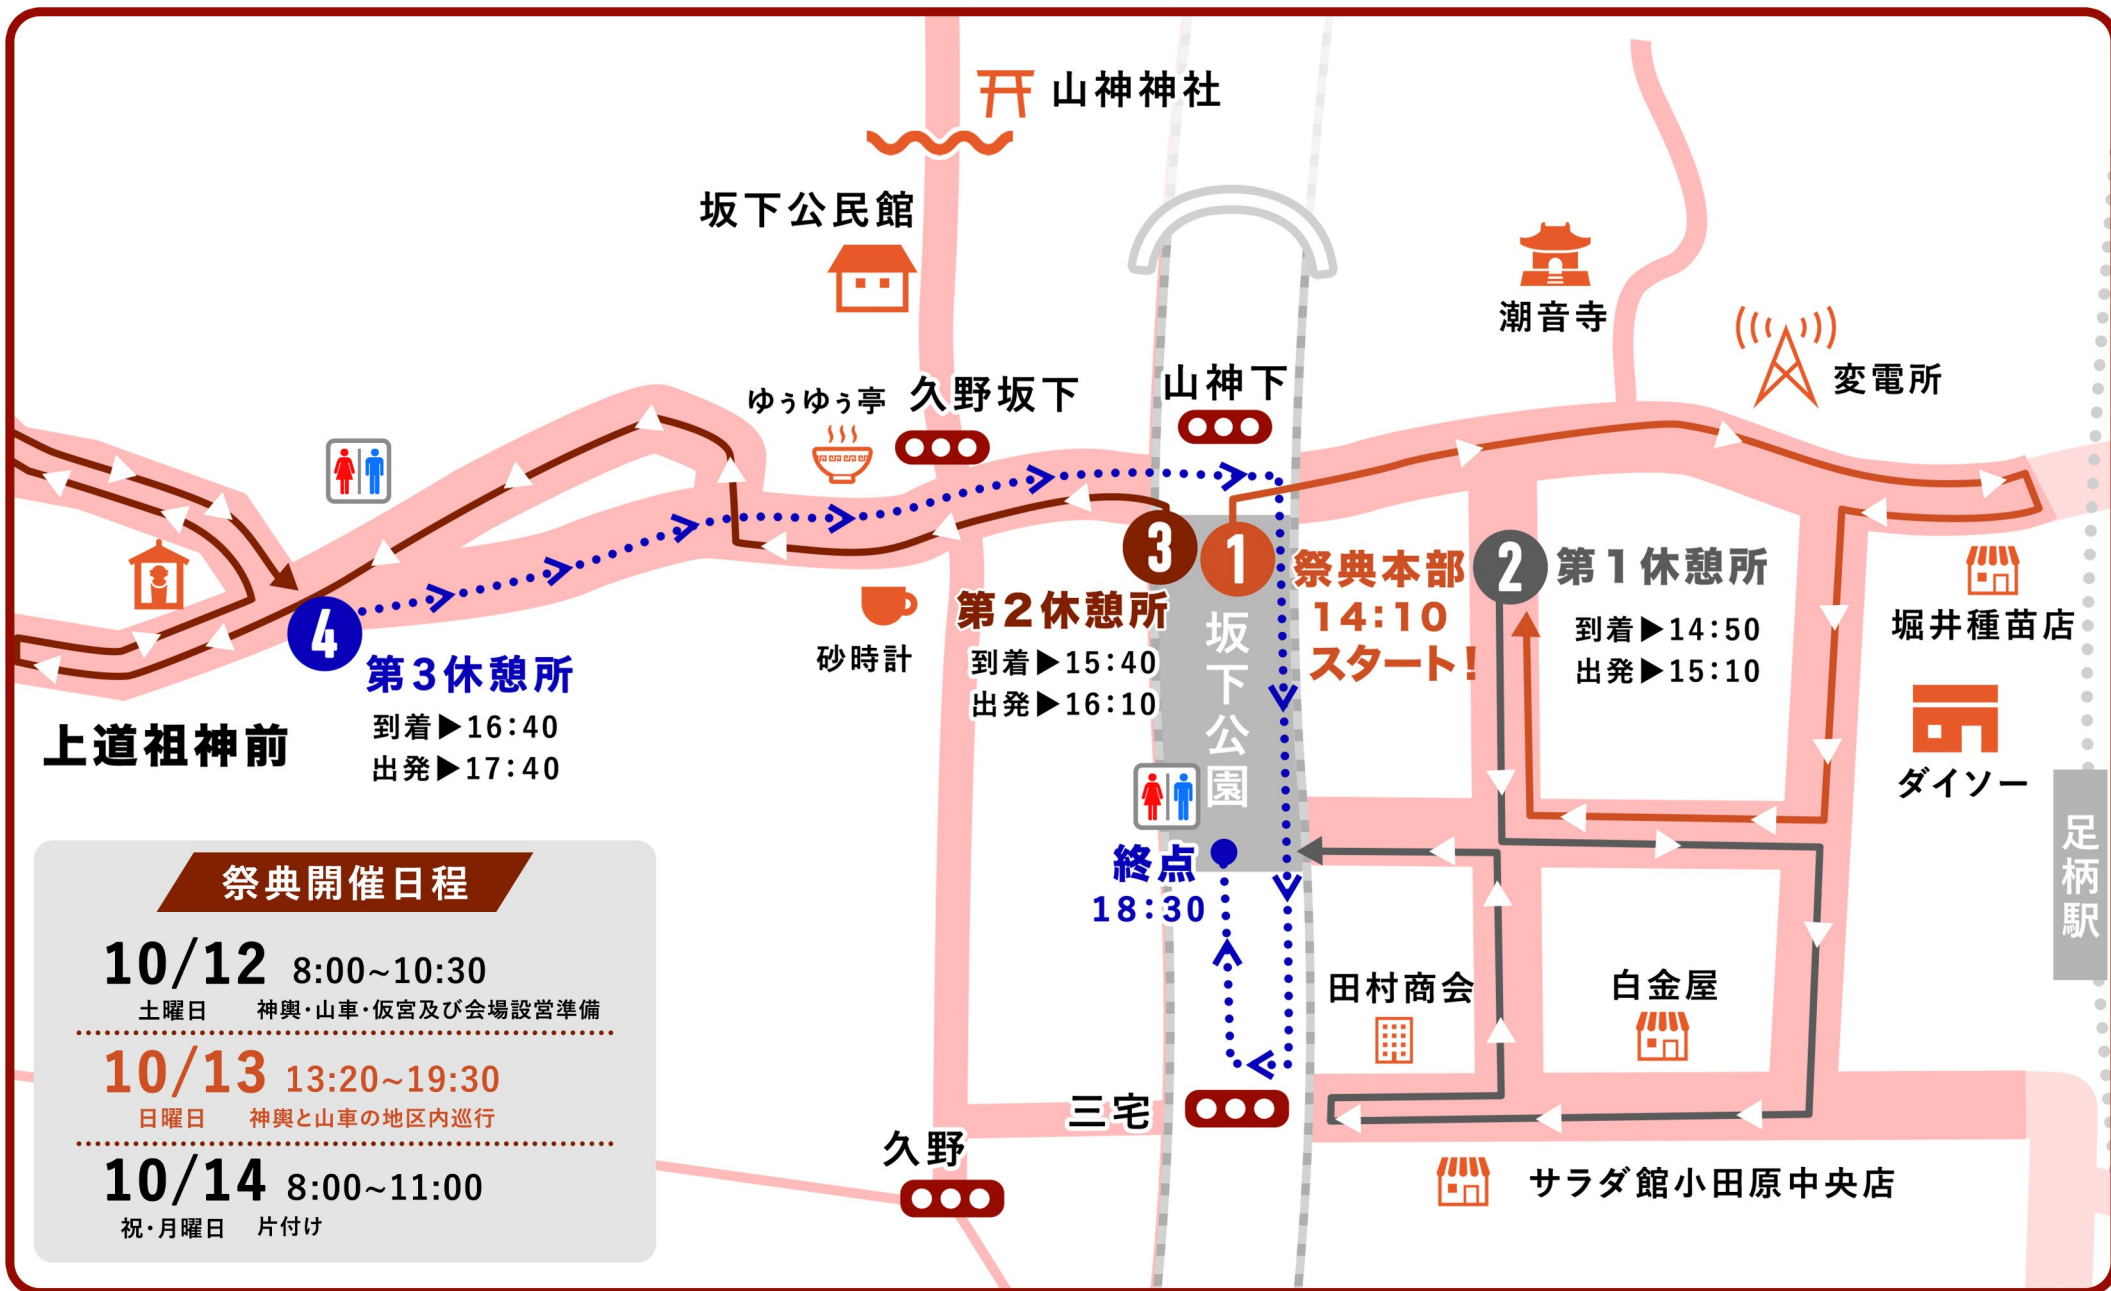 山神神社
坂下公民館
潮音寺
変電所
ゆぅゆぅ亭
久野坂下
山神下
3
1
祭典本部
14:10
スタート!
2
第1休憩所
到着▶14:50
出発▶15:10
堀井種苗店
ダイソー
足柄駅
砂時計
第2休憩所
到着▶15:40
出発▶16:10
坂下公園
4
第3休憩所
到着▶16:40
出発▶17:40
上道祖神前
終点
18:30
田村商会
白金屋
三宅
久野
サラダ館小田原中央店
祭典開催日程
10/12 8:00~10:30
土曜日 神輿・山車・仮宮及び会場設営準備
10/13 13:20~19:30
日曜日 神輿と山車の地区内巡行
10/14 8:00~11:00
祝・月曜日 片付け